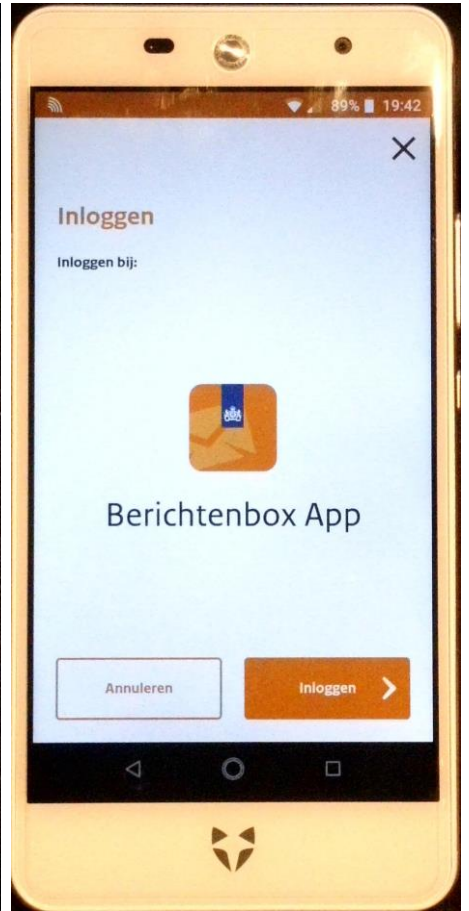 89% 19:42
Inloggen
Inloggen bij:
Berichtenbox App
Annuleren
Inloggen